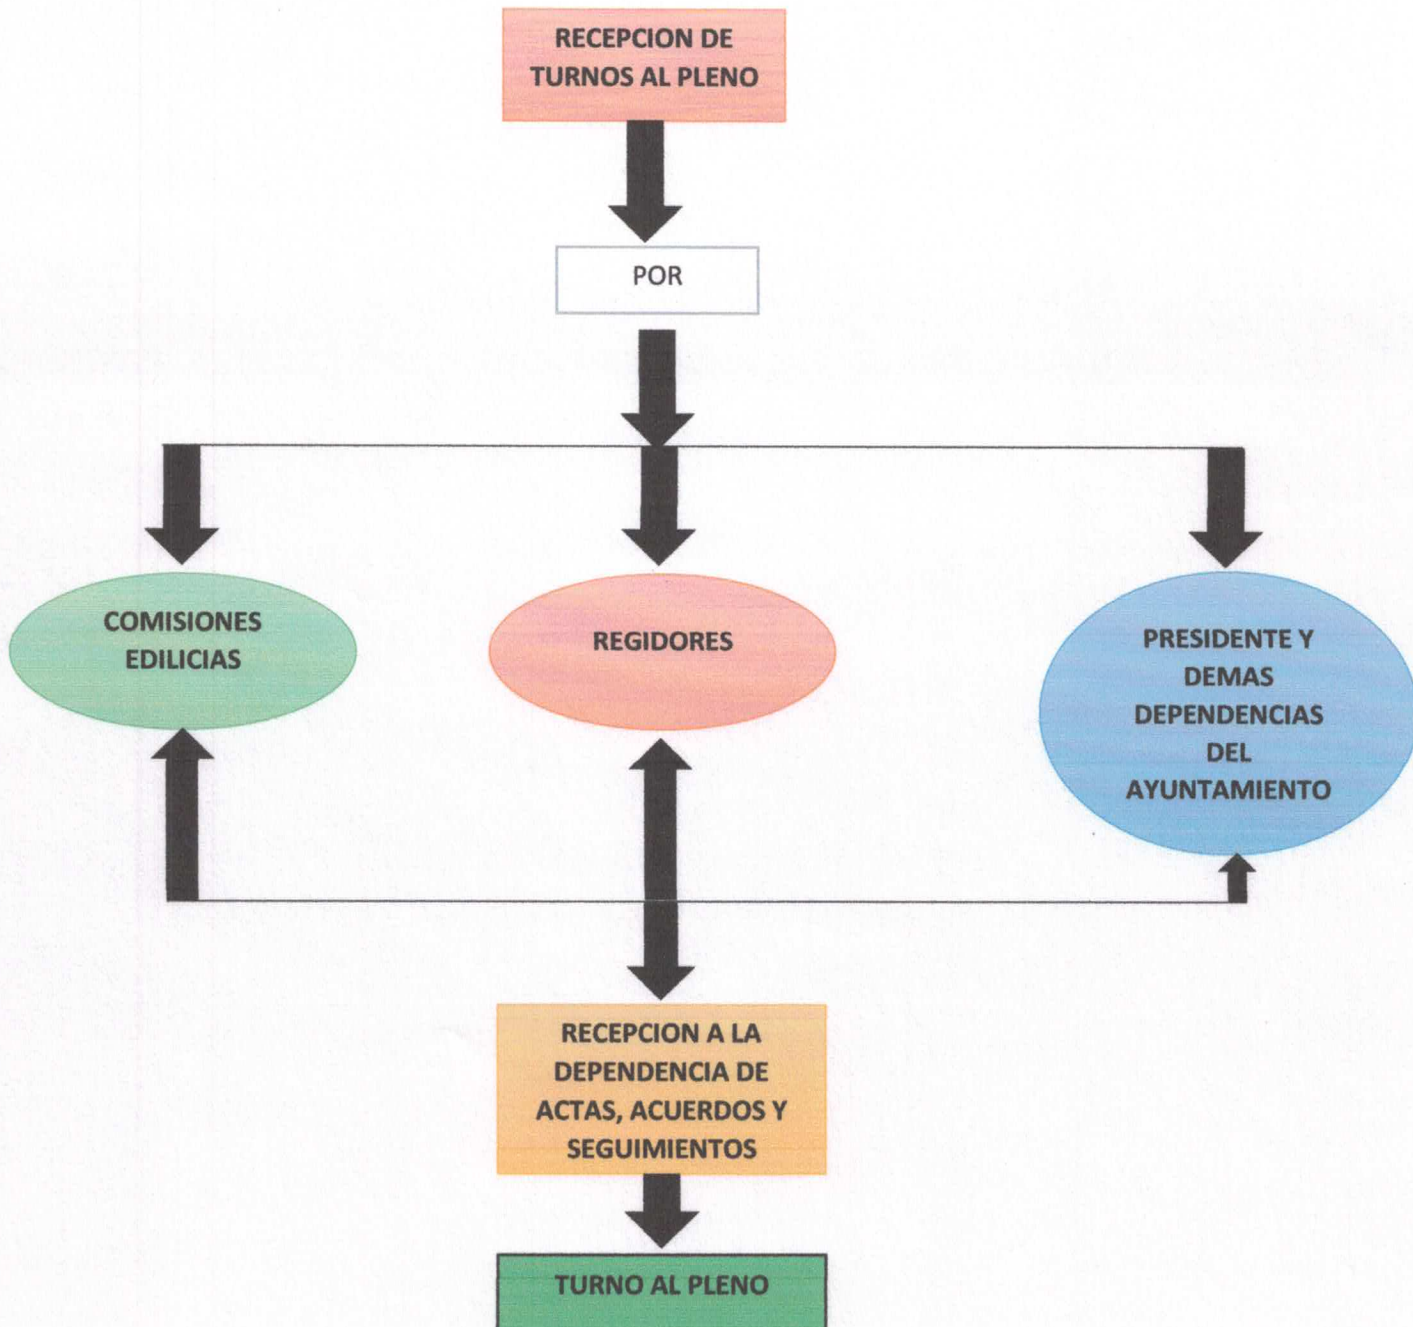 RECEPCION DE
TURNOS AL PLENO
POR
COMISIONES
EDILICIAS
REGIDORES
PRESIDENTE Y
DEMAS
DEPENDENCIAS
DEL
AYUNTAMIENTO
RECEPCION A LA
DEPENDENCIA DE
ACTAS, ACUERDOS Y
SEGUIMIENTOS
TURNO AL PLENO